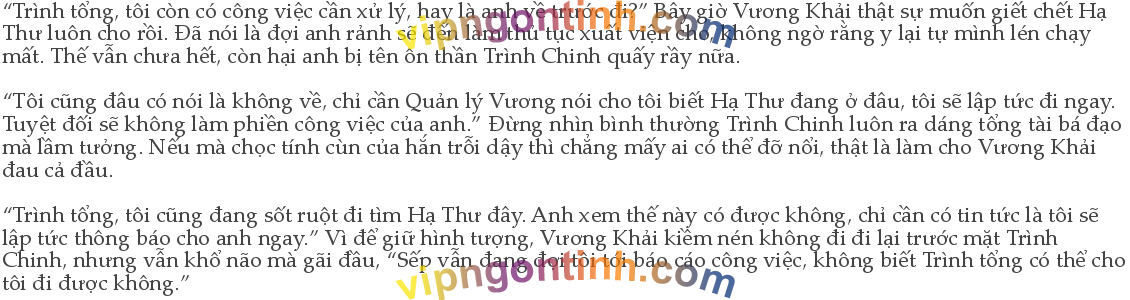 “Trình tổng, tôi còn có công việc cần xử lý, hay là anh về trước đi?” Bây giờ Vương Khải thật sự muốn giết chết Hạ
Thư luôn cho rồi. Đã nói là đợi anh rảnh sẽ đến làm thủ tục xuất viện cho, không ngờ rằng y lại tự mình lén chạy
mất. Thế vẫn chưa hết, còn hại anh bị tên ôn thần Trình Chinh quấy rầy nữa.
“Tôi cũng đâu có nói là không về, chỉ cần Quản lý Vương nói cho tôi biết Hạ Thư đang ở đâu, tôi sẽ lập tức đi ngay.
Tuyệt đối sẽ không làm phiền công việc của anh.” Đừng nhìn bình thường Trình Chinh luôn ra dáng tổng tài bá đạo
mà lầm tưởng. Nếu mà chọc tính cùn của hắn trỗi dậy thì chẳng mấy ai có thể đỡ nổi, thật là làm cho Vương Khải
đau cả đầu.
“Trình tổng, tôi cũng đang sốt ruột đi tìm Hạ Thư đây. Anh xem thế này có được không, chỉ cần có tin tức là tôi sẽ
lập tức thông báo cho anh ngay.” Vì để giữ hình tượng, Vương Khải kiềm nén không đi đi lại trước mặt Trình
Chinh, nhưng vẫn khổ não mà gãi đầu, “Sếp vẫn đang đợi tôi tới báo cáo công việc, không biết Trình tổng có thể cho
tôi đi được không.”
vipngontinh.com
vipngontinh.com